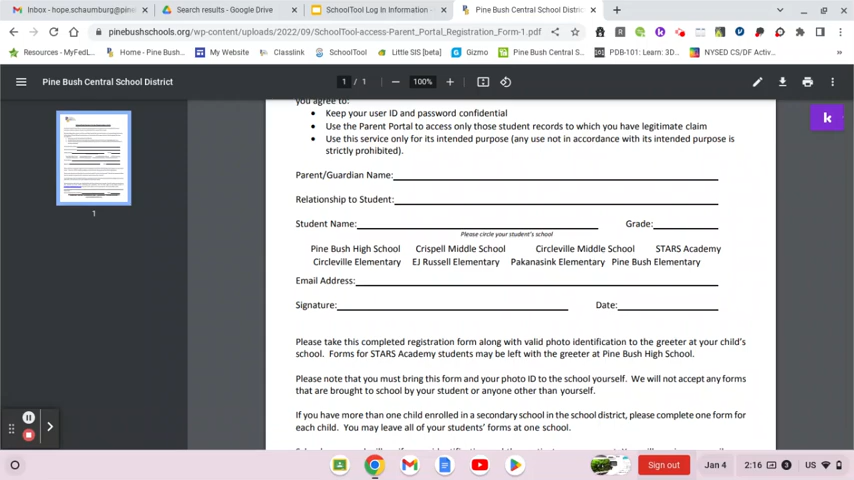 Inbox - hope.schaumburg@pine
Search results - Google Drive
SchoolTool Log In Information -
Pine Bush Central School Distric
pinebushschools.org/wp-content/uploads/2022/09/SchoolTool-access-Parent_Portal_Registration_Form-1.pdf
Resources - MyFedL...
Home - Pine Bush...
My Website
Classlink
SchoolTool
Little SIS [beta]
Gizmo
Pine Bush Central S...
PDB-101: Learn: 3D...
NYSED CS/DF Activ...
Pine Bush Central School District
1 / 1
100%
you agree to:
• Keep your user ID and password confidential
• Use the Parent Portal to access only those student records to which you have legitimate claim
• Use this service only for its intended purpose (any use not in accordance with its intended purpose is
strictly prohibited).
Parent/Guardian Name:
Relationship to Student:
Student Name: Grade:
Please circle your student's school
Pine Bush High School Crispell Middle School Circleville Middle School STARS Academy
Circleville Elementary EJ Russell Elementary Pakanasink Elementary Pine Bush Elementary
Email Address:
Signature: Date:
Please take this completed registration form along with valid photo identification to the greeter at your child's
school. Forms for STARS Academy students may be left with the greeter at Pine Bush High School.
Please note that you must bring this form and your photo ID to the school yourself. We will not accept any forms
that are brought to school by your student or anyone other than yourself.
If you have more than one child enrolled in a secondary school in the school district, please complete one form for
each child. You may leave all of your students' forms at one school.
1
k
Sign out
Jan 4
2:16
3
US